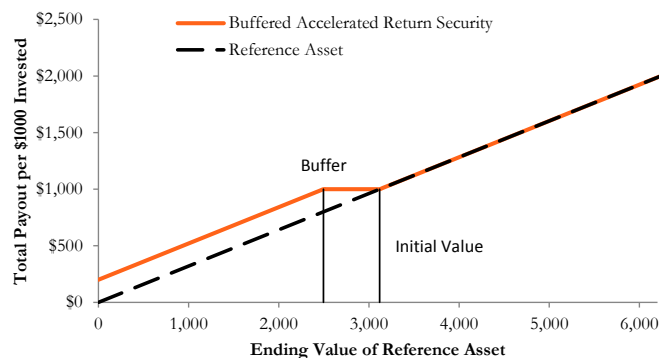 Buffered Accelerated Return Security
Reference Asset
Total Payout per $1000 Invested
$2,500
$2,000
$1,500
$1,000
$500
$0
Buffer
Initial Value
0
1,000
2,000
3,000
4,000
5,000
6,000
Ending Value of Reference Asset